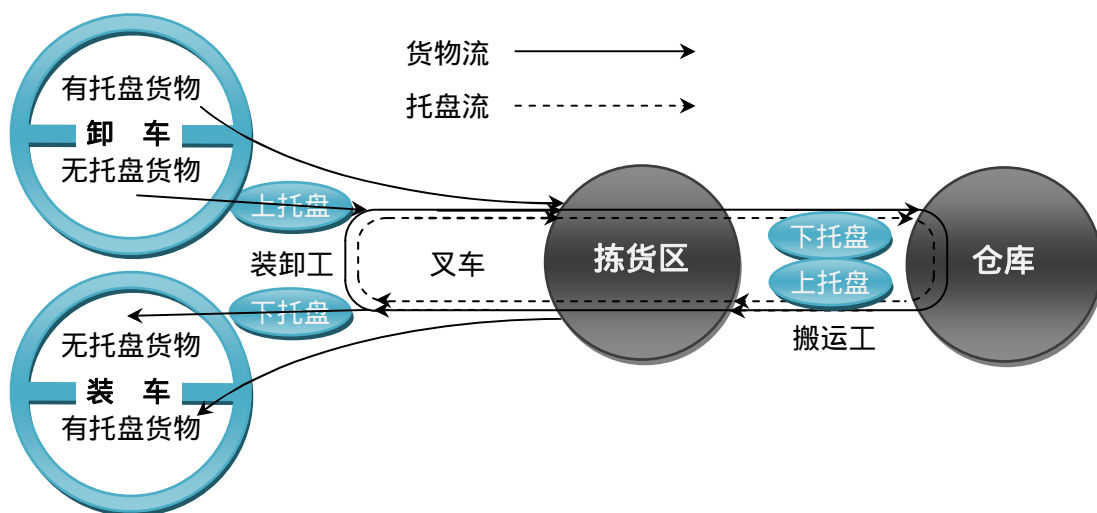 货物流
托盘流
有托盘货物
卸 车
无托盘货物
上托盘
装卸工
叉车
拣货区
下托盘
上托盘
仓库
搬运工
下托盘
无托盘货物
装 车
有托盘货物